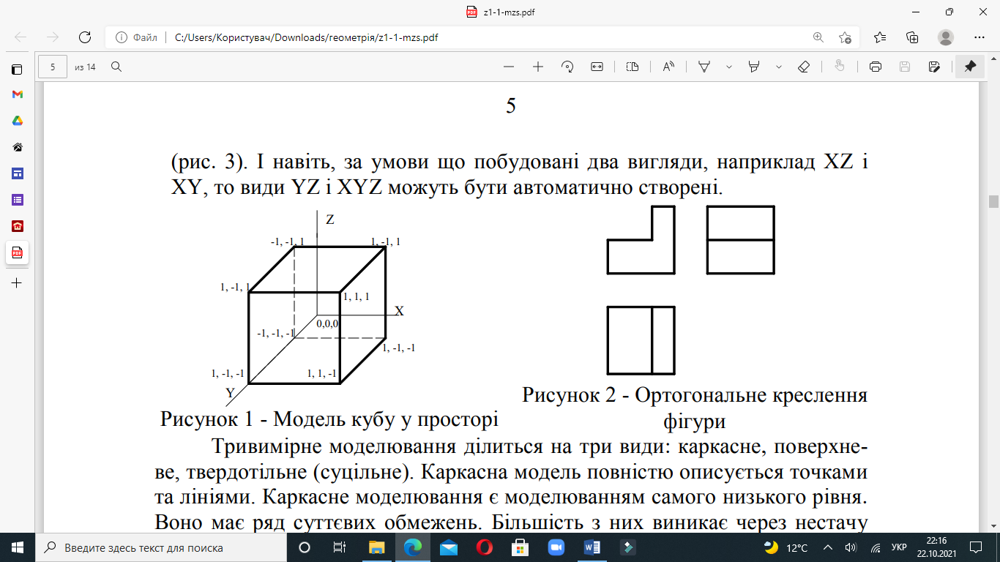 z1-1-mzs.pdf
Файл C:/Users/Користувач/Downloads/геометрія/z1-1-mzs.pdf
5 из 14
5
(рис. 3). І навіть, за умови що побудовані два вигляди, наприклад XZ і
XY, то види YZ і XYZ можуть бути автоматично створені.
Z
-1, -1, 1
1, -1, 1
1, -1, 1
1, 1, 1
X
0,0,0
-1, -1, -1
1, -1, -1
1, -1, -1
1, 1, -1
Y
Рисунок 1 - Модель кубу у просторі
Рисунок 2 - Ортогональне креслення
фігури
Тривимірне моделювання ділиться на три види: каркасне, поверхне-
ве, твердотільне (суцільне). Каркасна модель повністю описується точками
та лініями. Каркасне моделювання є моделюванням самого низького рівня.
Воно має ряд суттєвих обмежень. Більшість з них виникає через нестачу
Введите здесь текст для поиска
12°C
УКР
22:16
22.10.2021